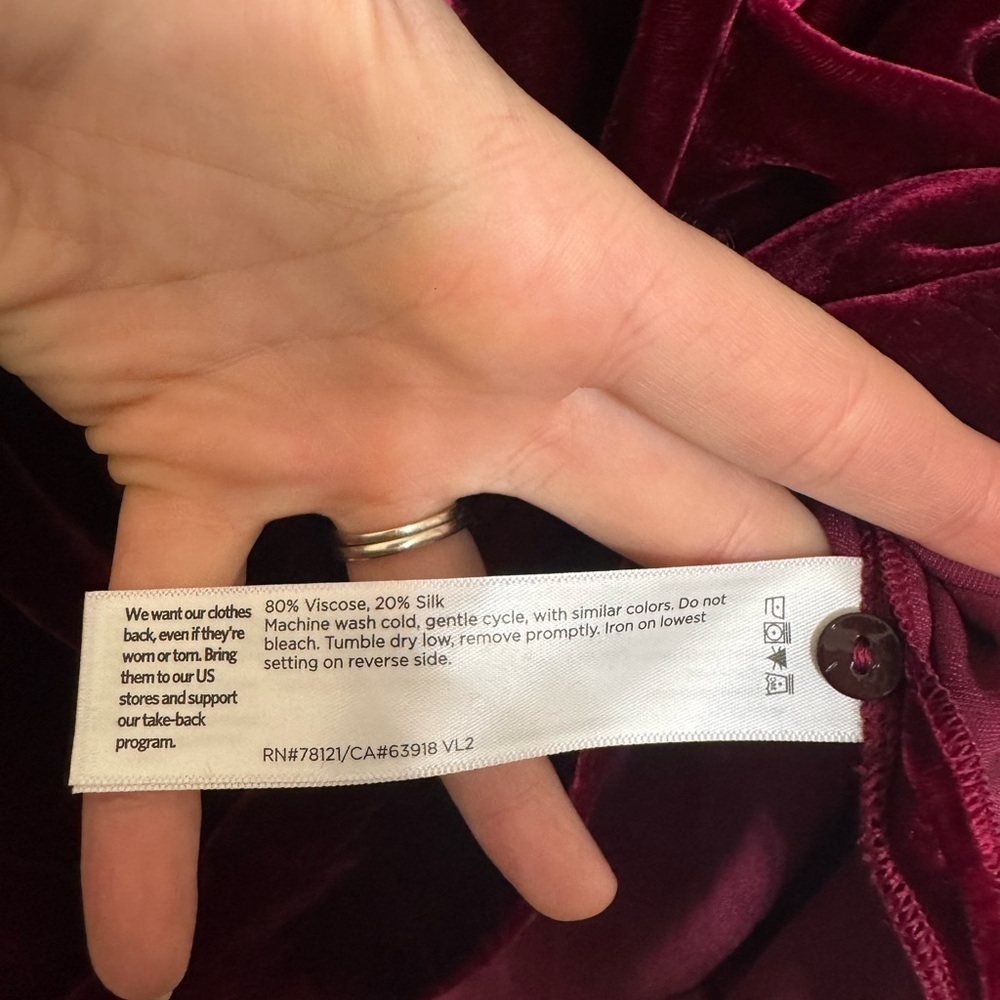 We want our clothes
back, even if they're
worn or torn. Bring
them to our US
stores and support
our take-back
program.
80% Viscose, 20% Silk
Machine wash cold, gentle cycle, with similar colors. Do not
bleach. Tumble dry low, remove promptly. Iron on lowest
setting on reverse side.
RN#78121/CA#63918 VL2